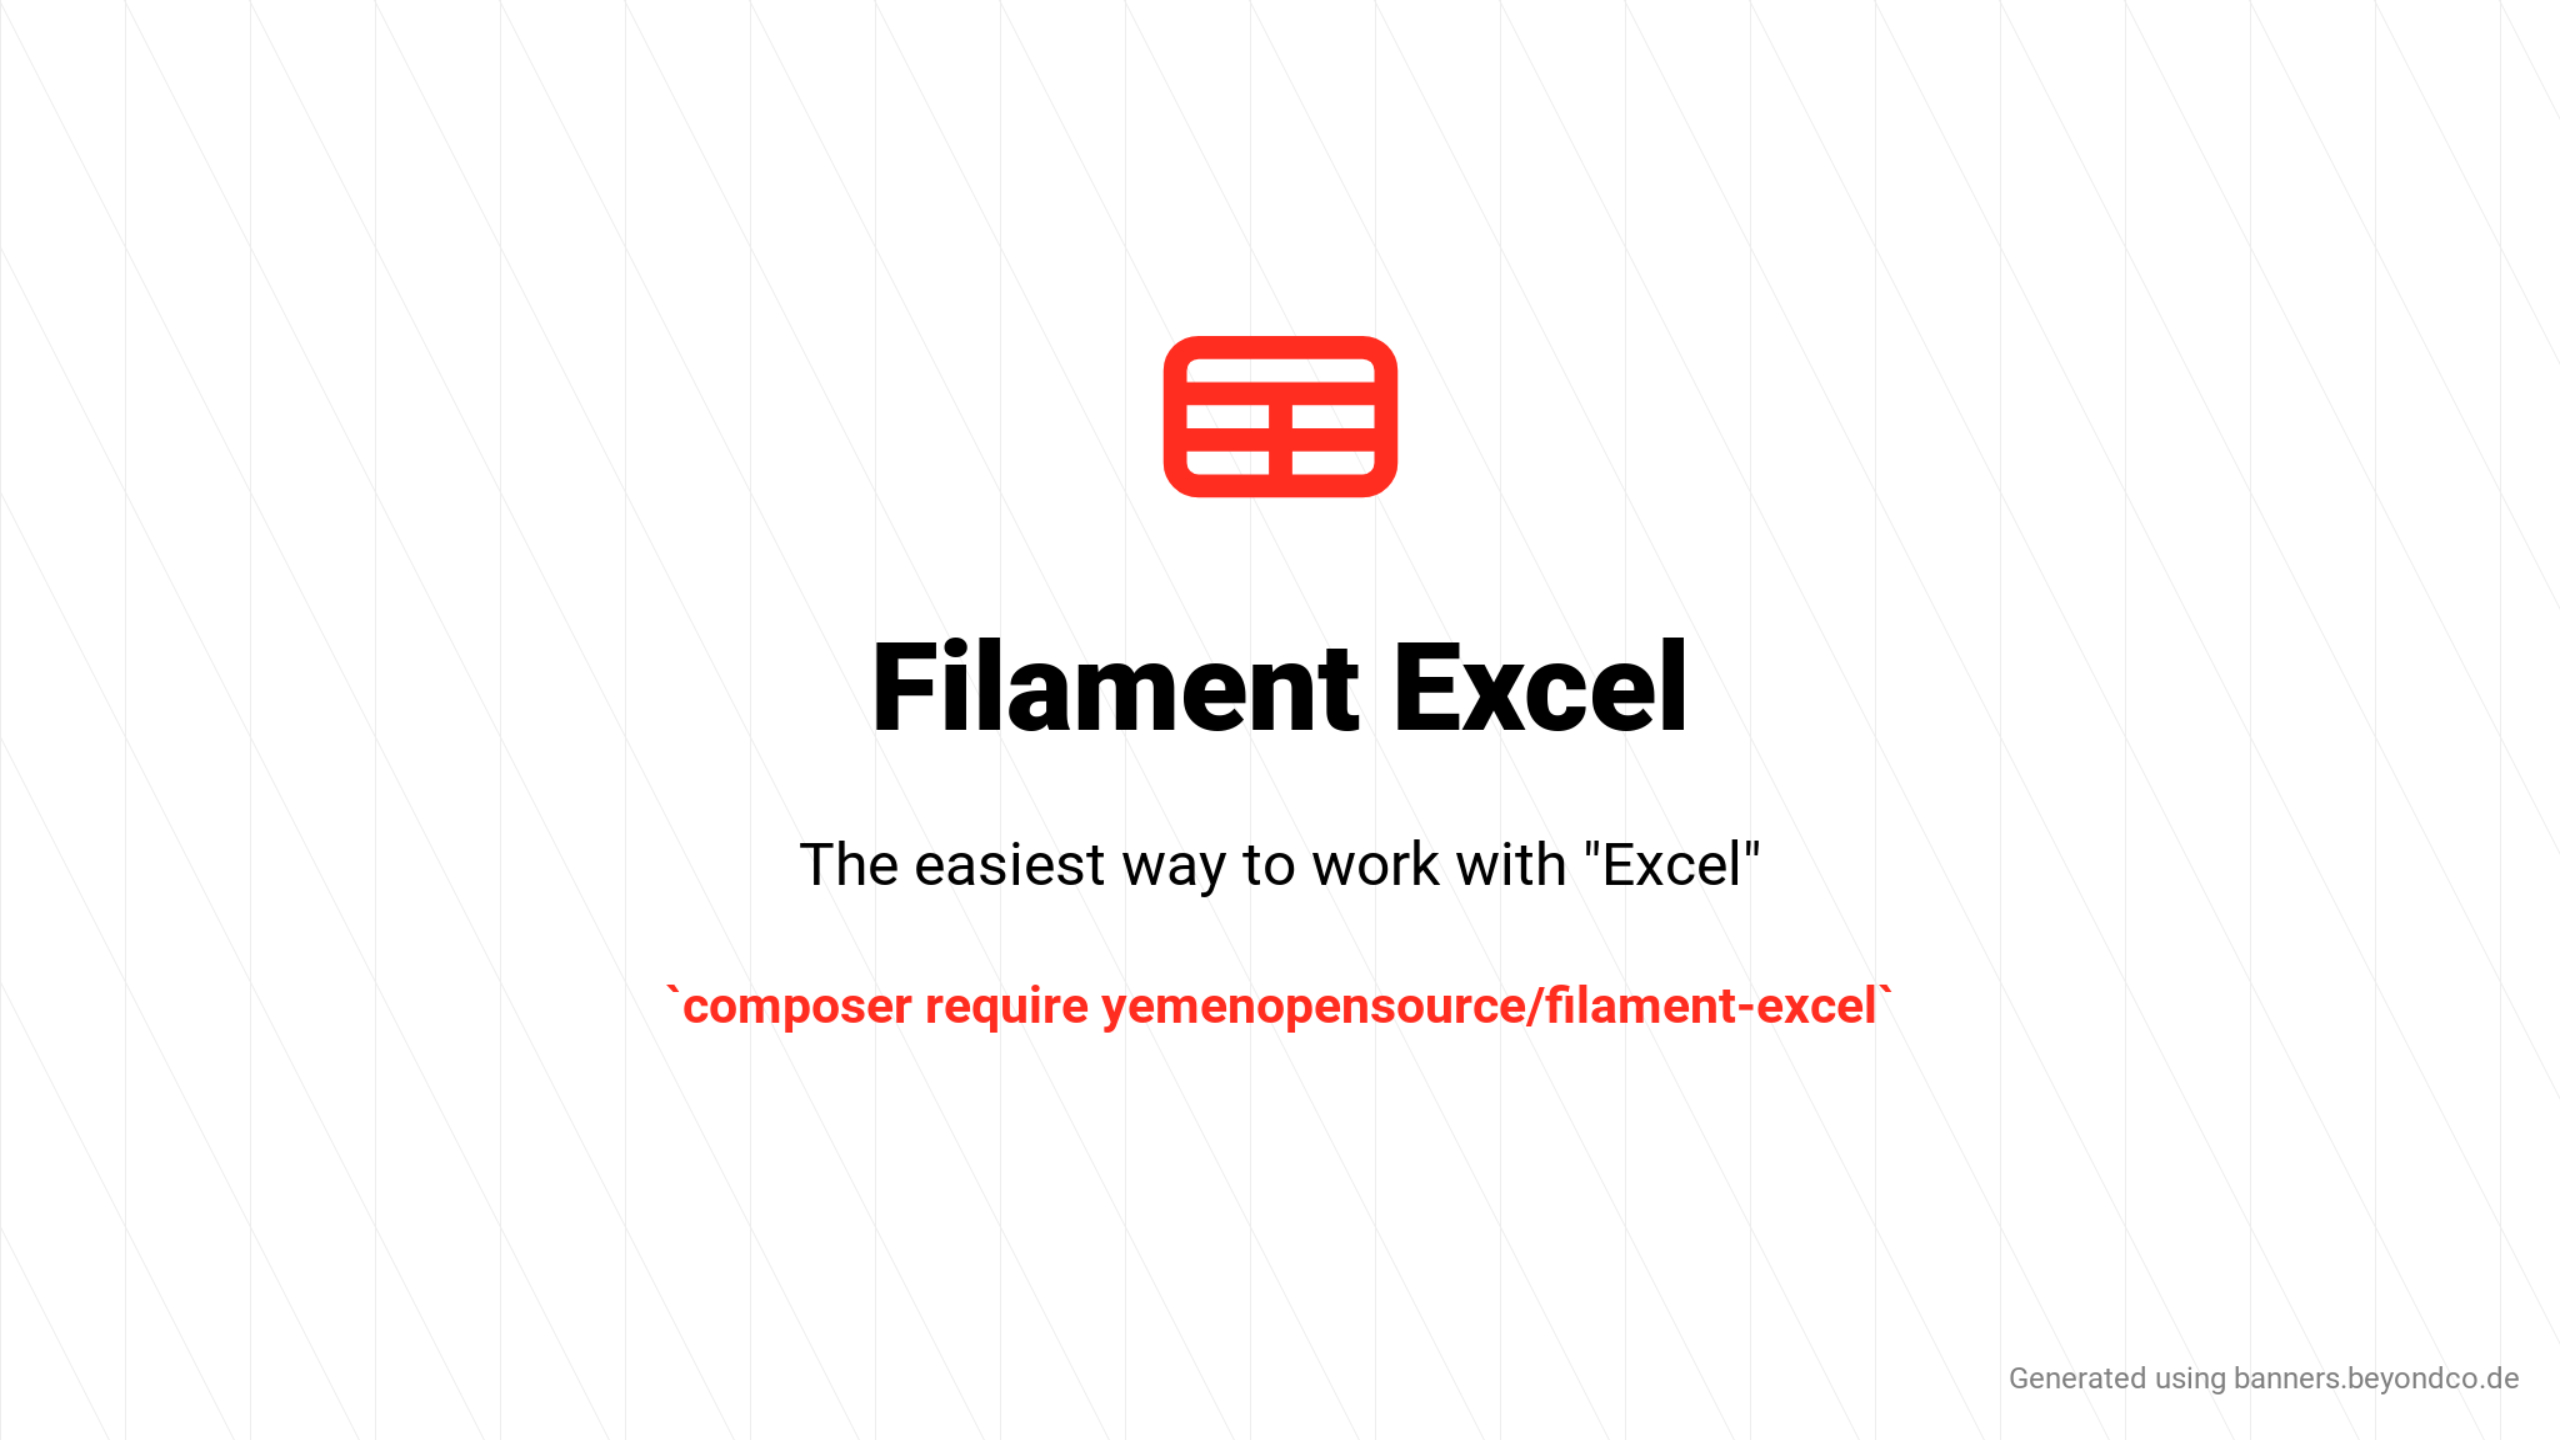 Filament Excel
The easiest way to work with "Excel"
`composer require yemenopensource/filament-excel`
Generated using banners.beyondco.de